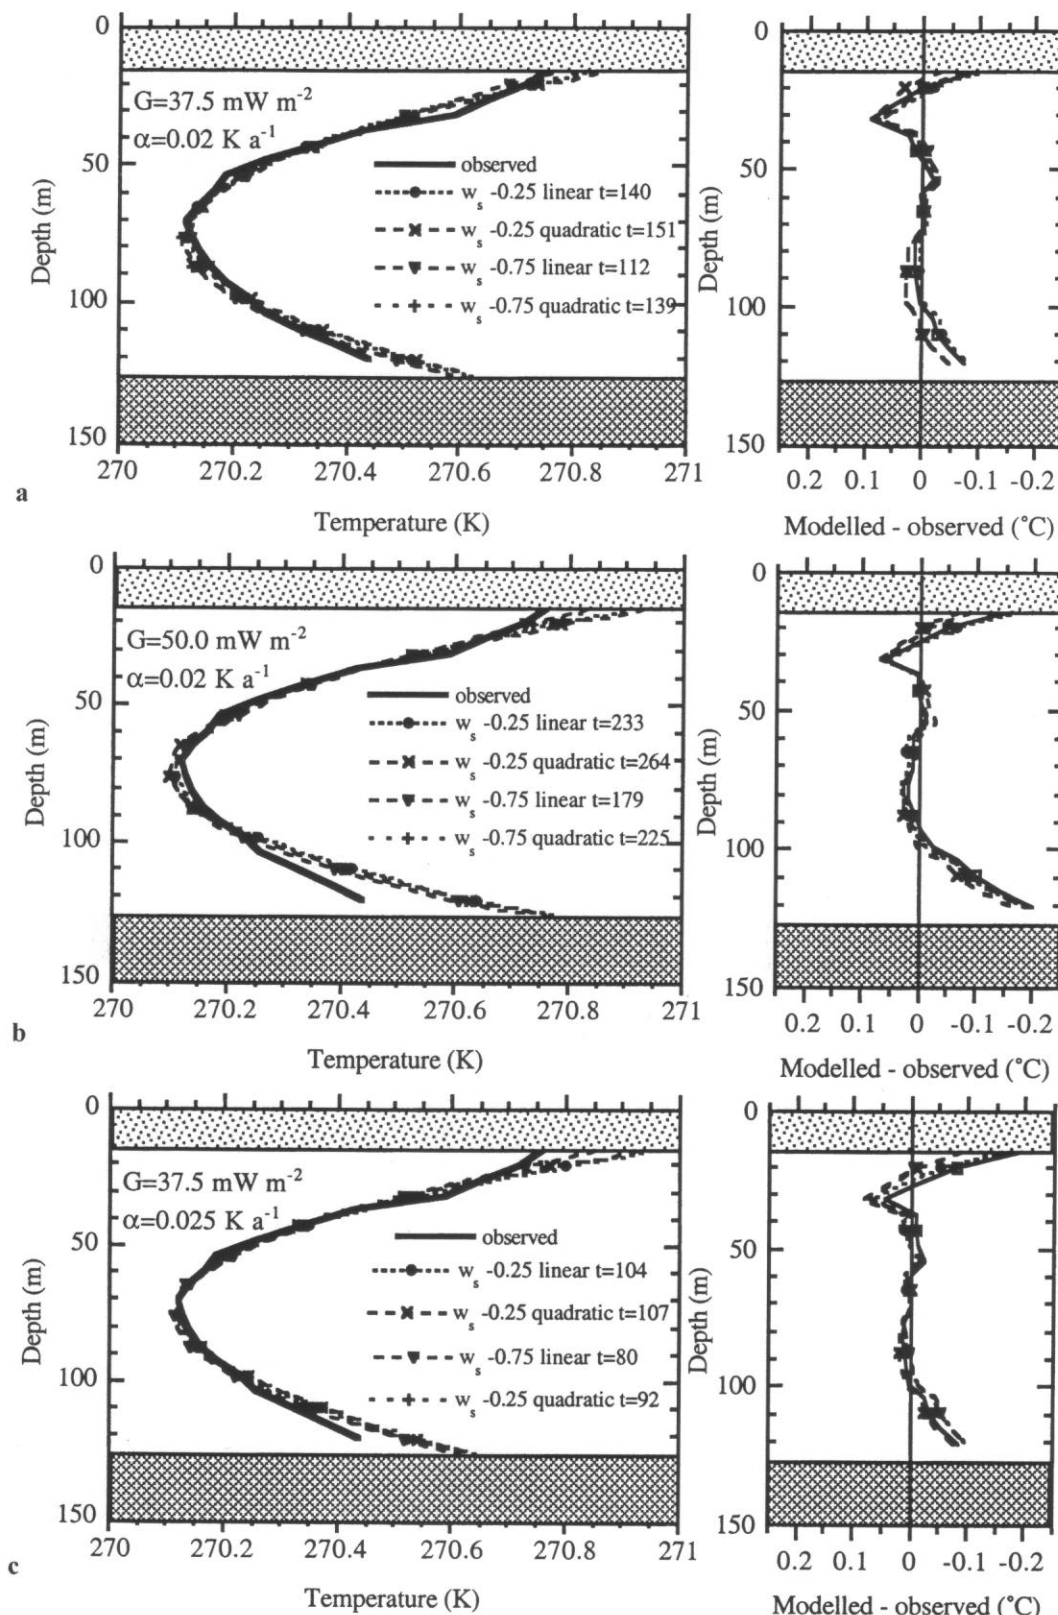 0
50
100
150
Depth (m)
G=37.5 mW m⁻²
α=0.02 K a⁻¹
observed
wₛ -0.25 linear t=140
wₛ -0.25 quadratic t=151
wₛ -0.75 linear t=112
wₛ -0.75 quadratic t=139
270 270.2 270.4 270.6 270.8 271
Temperature (K)
a
0
50
100
150
Depth (m)
0.2 0.1 0 -0.1 -0.2
Modelled - observed (°C)
0
50
100
150
Depth (m)
G=50.0 mW m⁻²
α=0.02 K a⁻¹
observed
wₛ -0.25 linear t=233
wₛ -0.25 quadratic t=264
wₛ -0.75 linear t=179
wₛ -0.75 quadratic t=225
270 270.2 270.4 270.6 270.8 271
Temperature (K)
b
0
50
100
150
Depth (m)
0.2 0.1 0 -0.1 -0.2
Modelled - observed (°C)
0
50
100
150
Depth (m)
G=37.5 mW m⁻²
α=0.025 K a⁻¹
observed
wₛ -0.25 linear t=104
wₛ -0.25 quadratic t=107
wₛ -0.75 linear t=80
wₛ -0.25 quadratic t=92
270 270.2 270.4 270.6 270.8 271
Temperature (K)
c
0
50
100
150
Depth (m)
0.2 0.1 0 -0.1 -0.2
Modelled - observed (°C)